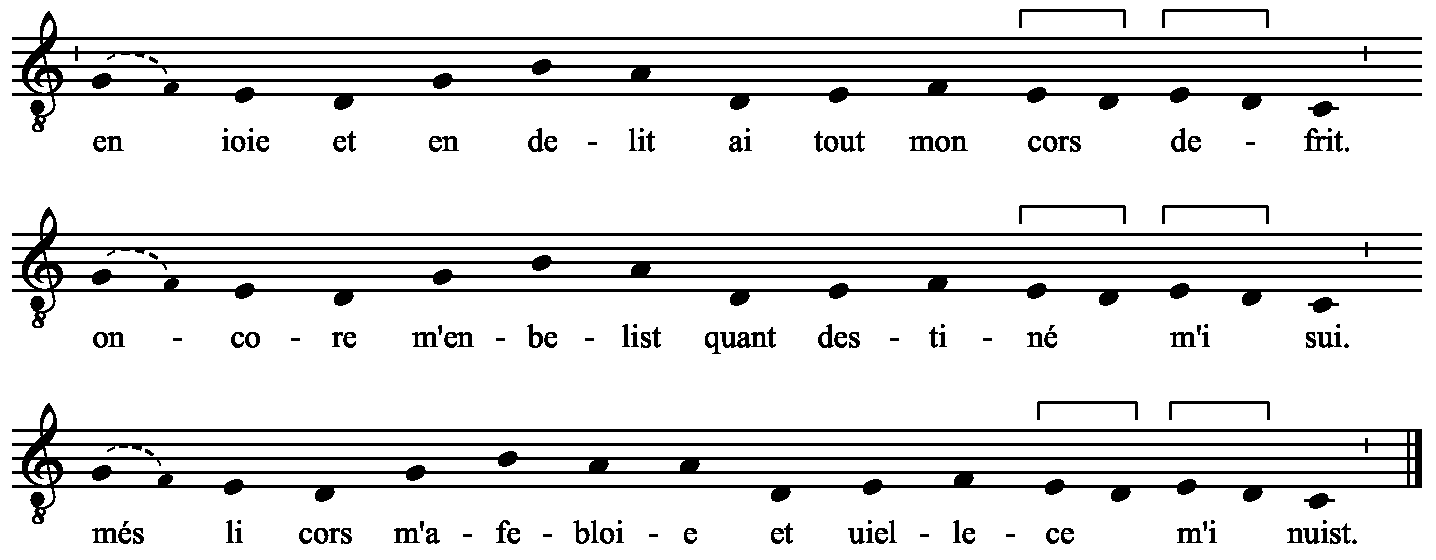 en ioie et en de - lit ai tout mon cors de - frit.
on - co - re m'en - be - list quant des - ti - né m'i sui.
més li cors m'a - fe - bloi - e et uiel - le - ce m'i nuist.